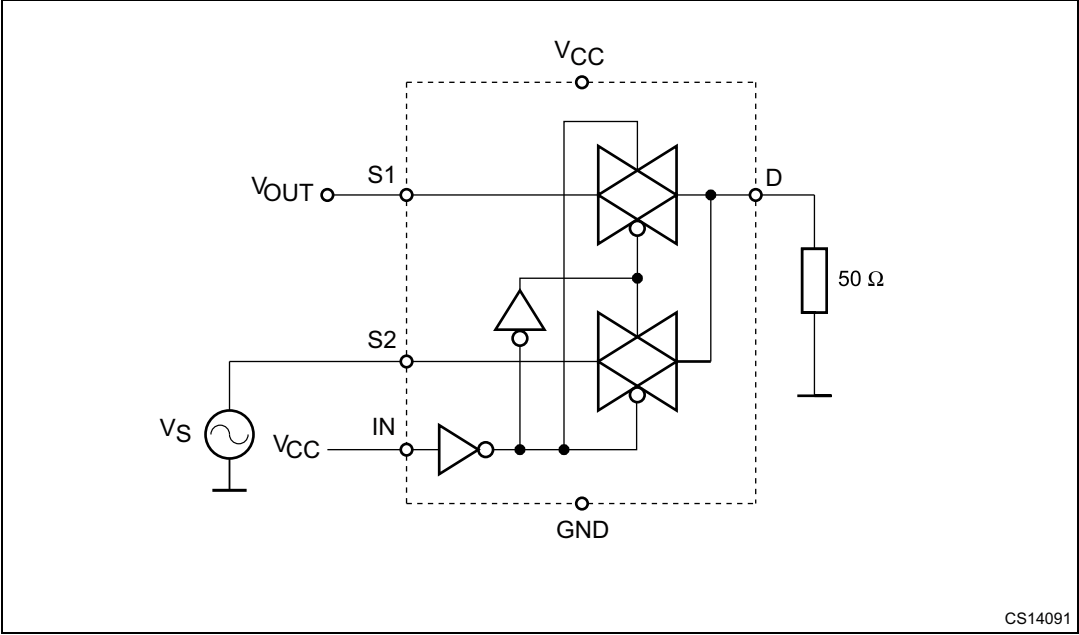 VCC
S1
VOUT
D
50 Ω
S2
IN
VS
VCC
GND
CS14091